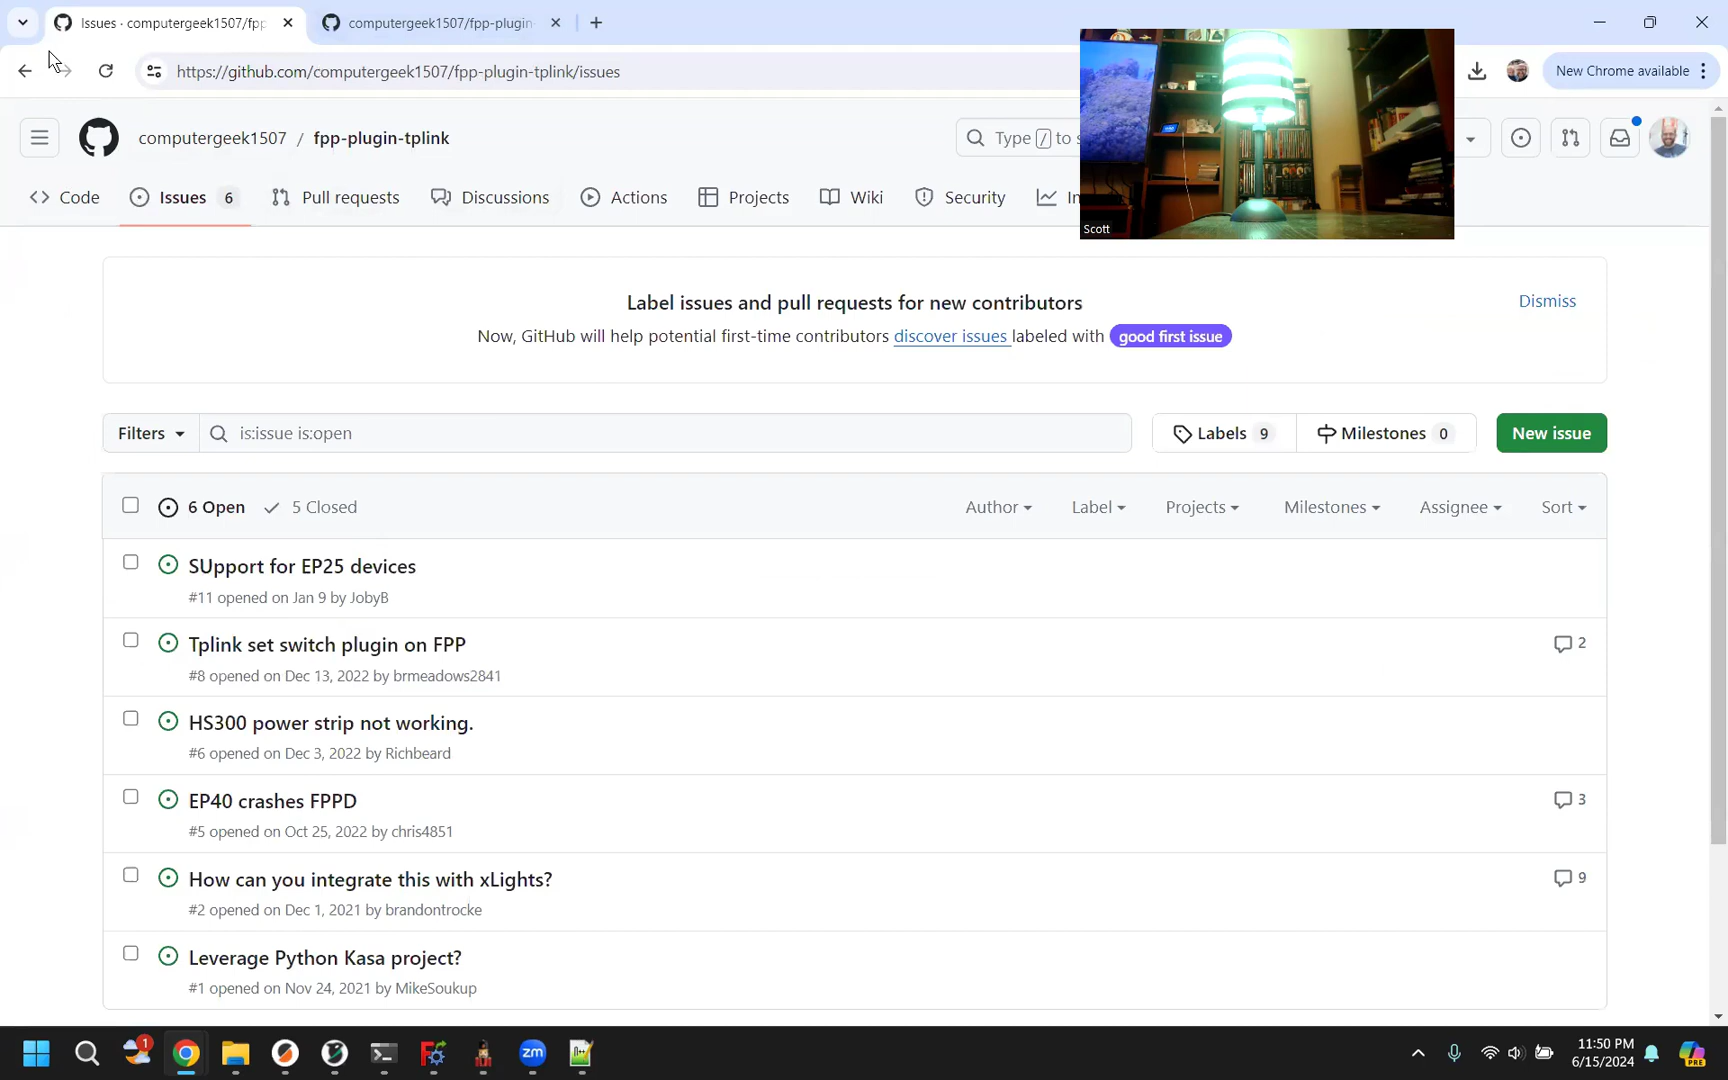 Issues · computergeek1507/fpp
computergeek1507/fpp-plugin-
https://github.com/computergeek1507/fpp-plugin-tplink/issues
New Chrome available
computergeek1507 / fpp-plugin-tplink
Type / to s
Code
Issues 6
Pull requests
Discussions
Actions
Projects
Wiki
Security
In
Scott
Label issues and pull requests for new contributors
Dismiss
Now, GitHub will help potential first-time contributors discover issues labeled with good first issue
Filters
is:issue is:open
Labels 9
Milestones 0
New issue
6 Open
5 Closed
Author
Label
Projects
Milestones
Assignee
Sort
SUpport for EP25 devices
#11 opened on Jan 9 by JobyB
Tplink set switch plugin on FPP
2
#8 opened on Dec 13, 2022 by brmeadows2841
HS300 power strip not working.
#6 opened on Dec 3, 2022 by Richbeard
EP40 crashes FPPD
3
#5 opened on Oct 25, 2022 by chris4851
How can you integrate this with xLights?
9
#2 opened on Dec 1, 2021 by brandontrocke
Leverage Python Kasa project?
#1 opened on Nov 24, 2021 by MikeSoukup
1
zm
11:50 PM
6/15/2024
PRE